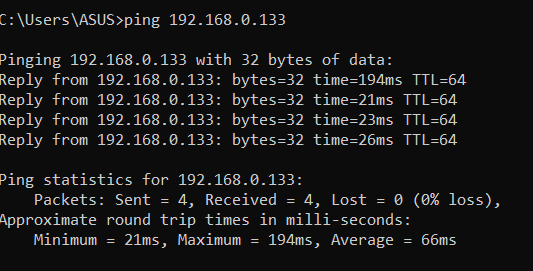 C:\Users\ASUS>ping 192.168.0.133
Pinging 192.168.0.133 with 32 bytes of data:
Reply from 192.168.0.133: bytes=32 time=194ms TTL=64
Reply from 192.168.0.133: bytes=32 time=21ms TTL=64
Reply from 192.168.0.133: bytes=32 time=23ms TTL=64
Reply from 192.168.0.133: bytes=32 time=26ms TTL=64
Ping statistics for 192.168.0.133:
Packets: Sent = 4, Received = 4, Lost = 0 (0% loss),
Approximate round trip times in milli-seconds:
Minimum = 21ms, Maximum = 194ms, Average = 66ms